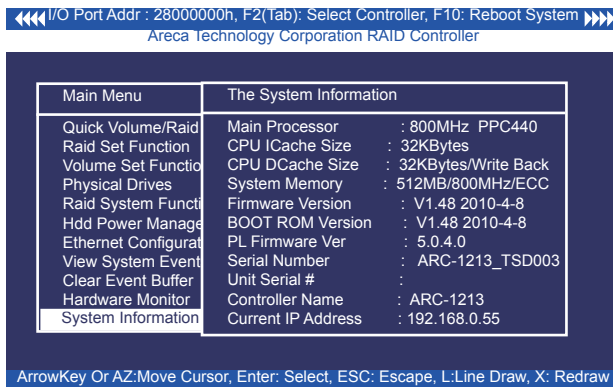 I/O Port Addr : 28000000h, F2(Tab): Select Controller, F10: Reboot System
Areca Technology Corporation RAID Controller
Main Menu
Quick Volume/Raid
Raid Set Function
Volume Set Functio
Physical Drives
Raid System Functi
Hdd Power Manage
Ethernet Configurat
View System Event
Clear Event Buffer
Hardware Monitor
System Information
The System Information
Main Processor : 800MHz PPC440
CPU ICache Size : 32KBytes
CPU DCache Size : 32KBytes/Write Back
System Memory : 512MB/800MHz/ECC
Firmware Version : V1.48 2010-4-8
BOOT ROM Version : V1.48 2010-4-8
PL Firmware Ver : 5.0.4.0
Serial Number : ARC-1213_TSD003
Unit Serial # :
Controller Name : ARC-1213
Current IP Address : 192.168.0.55
ArrowKey Or AZ:Move Cursor, Enter: Select, ESC: Escape, L:Line Draw, X: Redraw